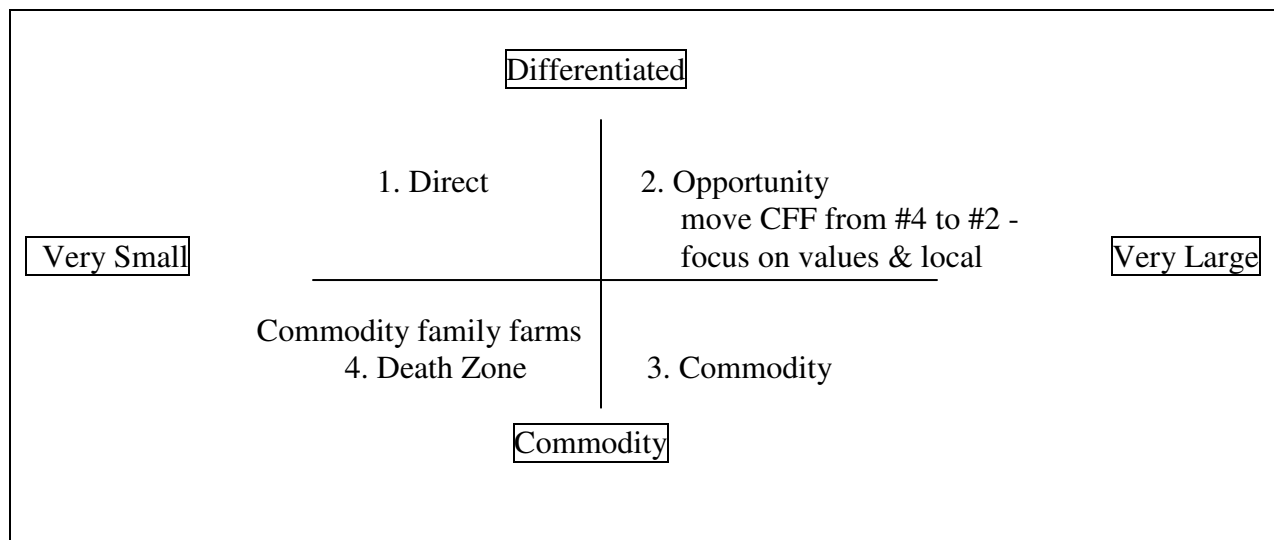 Differentiated
1. Direct
2. Opportunity
move CFF from #4 to #2 -
focus on values & local
Very Small
Very Large
Commodity family farms
4. Death Zone
3. Commodity
Commodity